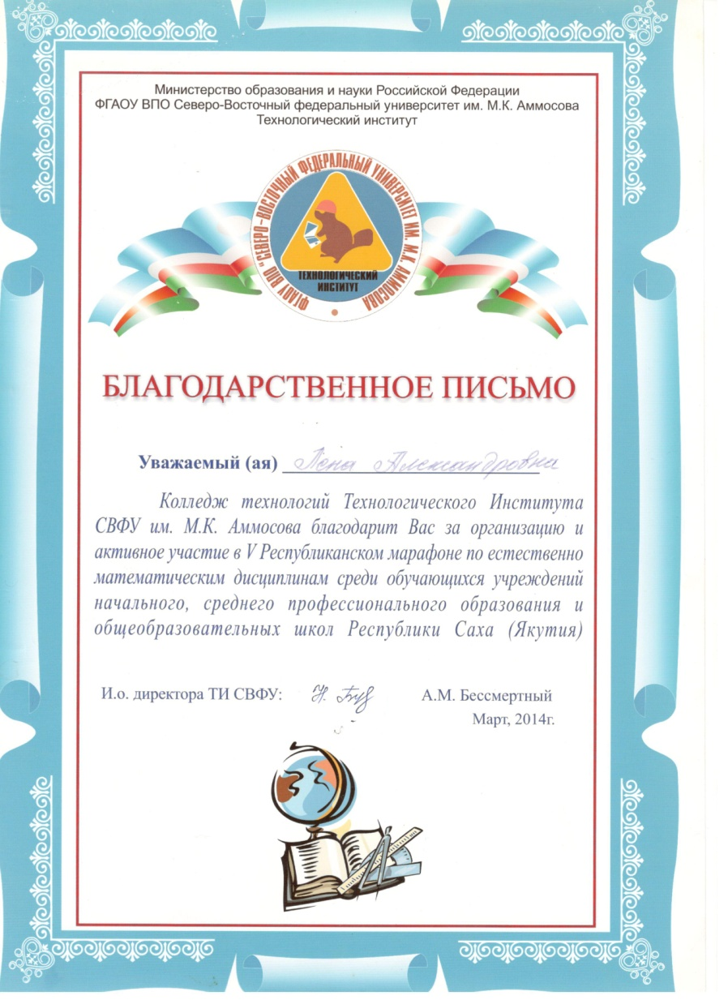 Министерство образования и науки Российской Федерации
ФГАОУ ВПО Северо-Восточный федеральный университет им. М.К. Аммосова
Технологический институт
ФГАОУ ВПО "СЕВЕРО-ВОСТОЧНЫЙ ФЕДЕРАЛЬНЫЙ УНИВЕРСИТЕТ ИМ. М.К. АММОСОВА
ТЕХНОЛОГИЧЕСКИЙ
ИНСТИТУТ
БЛАГОДАРСТВЕННОЕ ПИСЬМО
Уважаемый (ая) Лена Александровна
Колледж технологий Технологического Института
СВФУ им. М.К. Аммосова благодарит Вас за организацию и
активное участие в V Республиканском марафоне по естественно
математическим дисциплинам среди обучающихся учреждений
начального, среднего профессионального образования и
общеобразовательных школ Республики Саха (Якутия)
И.о. директора ТИ СВФУ: А.М. Бессмертный
Март, 2014г.